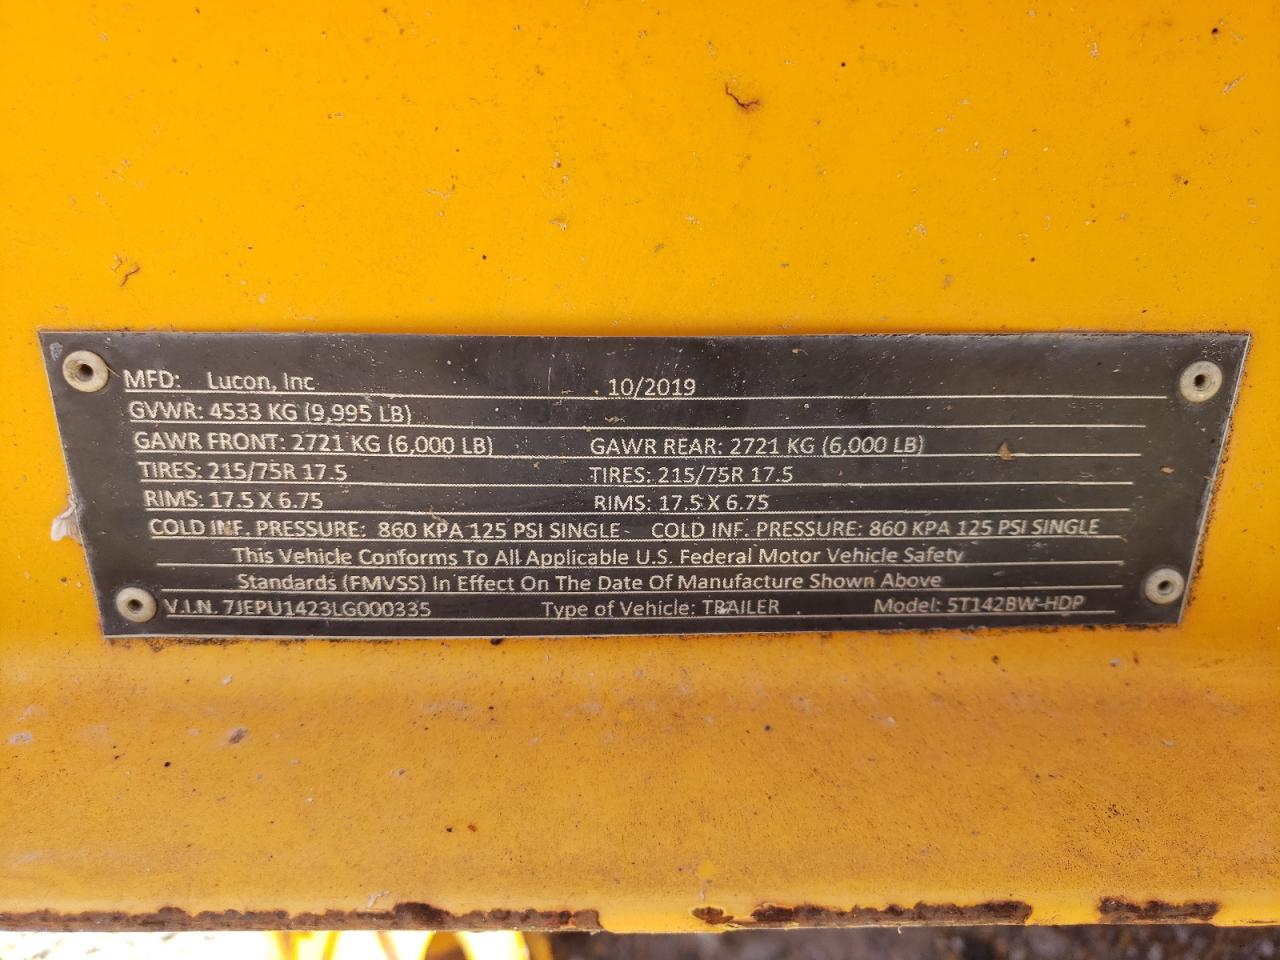 MFD: Lucon, Inc 10/2019
GVWR: 4533 KG (9,995 LB)
GAWR FRONT: 2721 KG (6,000 LB) GAWR REAR: 2721 KG (6,000 LB)
TIRES: 215/75R 17.5 TIRES: 215/75R 17.5
RIMS: 17.5 X 6.75 RIMS: 17.5 X 6.75
COLD INF. PRESSURE: 860 KPA 125 PSI SINGLE COLD INF. PRESSURE: 860 KPA 125 PSI SINGLE
This Vehicle Conforms To All Applicable U.S. Federal Motor Vehicle Safety
Standards (FMVSS) In Effect On The Date Of Manufacture Shown Above
V.I.N. 7JEPU1423LG000335 Type of Vehicle: TRAILER Model: 5T142BW-HDP